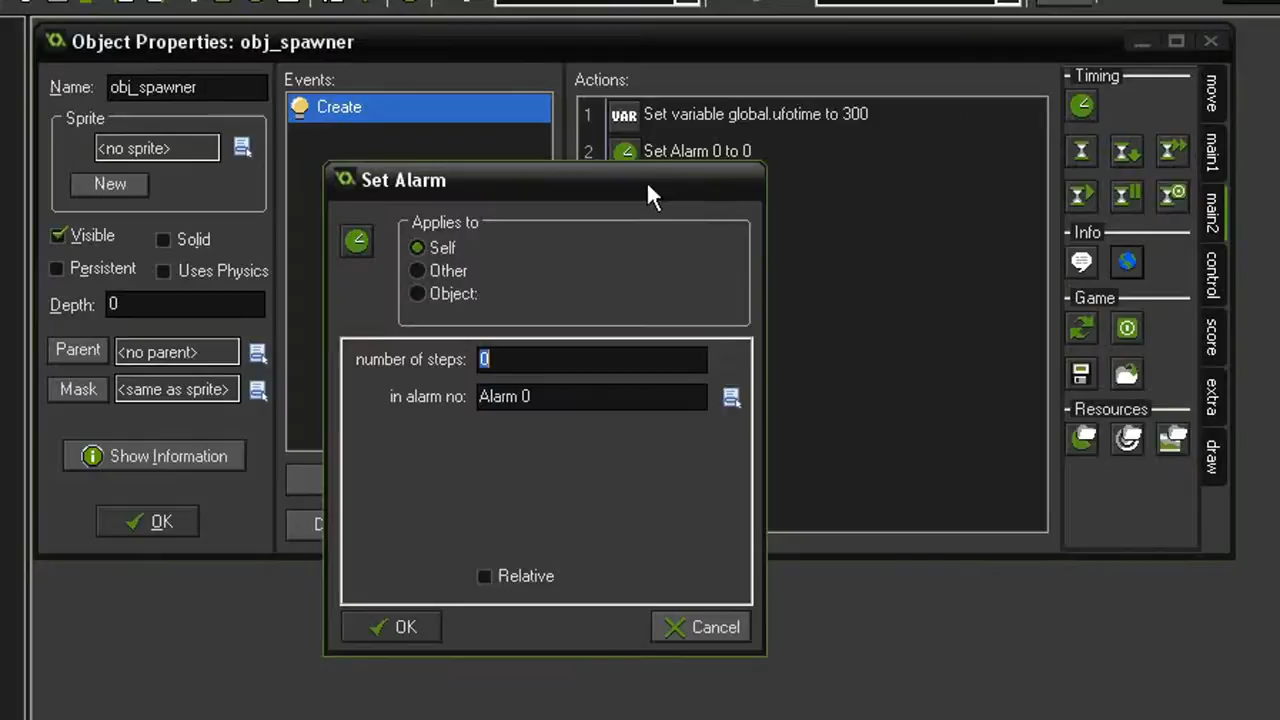 Object Properties: obj_spawner
Name: obj_spawner
Sprite
<no sprite>
New
Visible
Solid
Persistent
Uses Physics
Depth: 0
Parent <no parent>
Mask <same as sprite>
Show Information
OK
Events:
Create
D
Actions:
1 VAR Set variable global.ufotime to 300
2 Set Alarm 0 to 0
Set Alarm
Applies to
Self
Other
Object:
number of steps: 0
in alarm no: Alarm 0
Relative
OK
Cancel
Timing
Info
Game
Resources
move
main1
main2
control
score
extra
draw